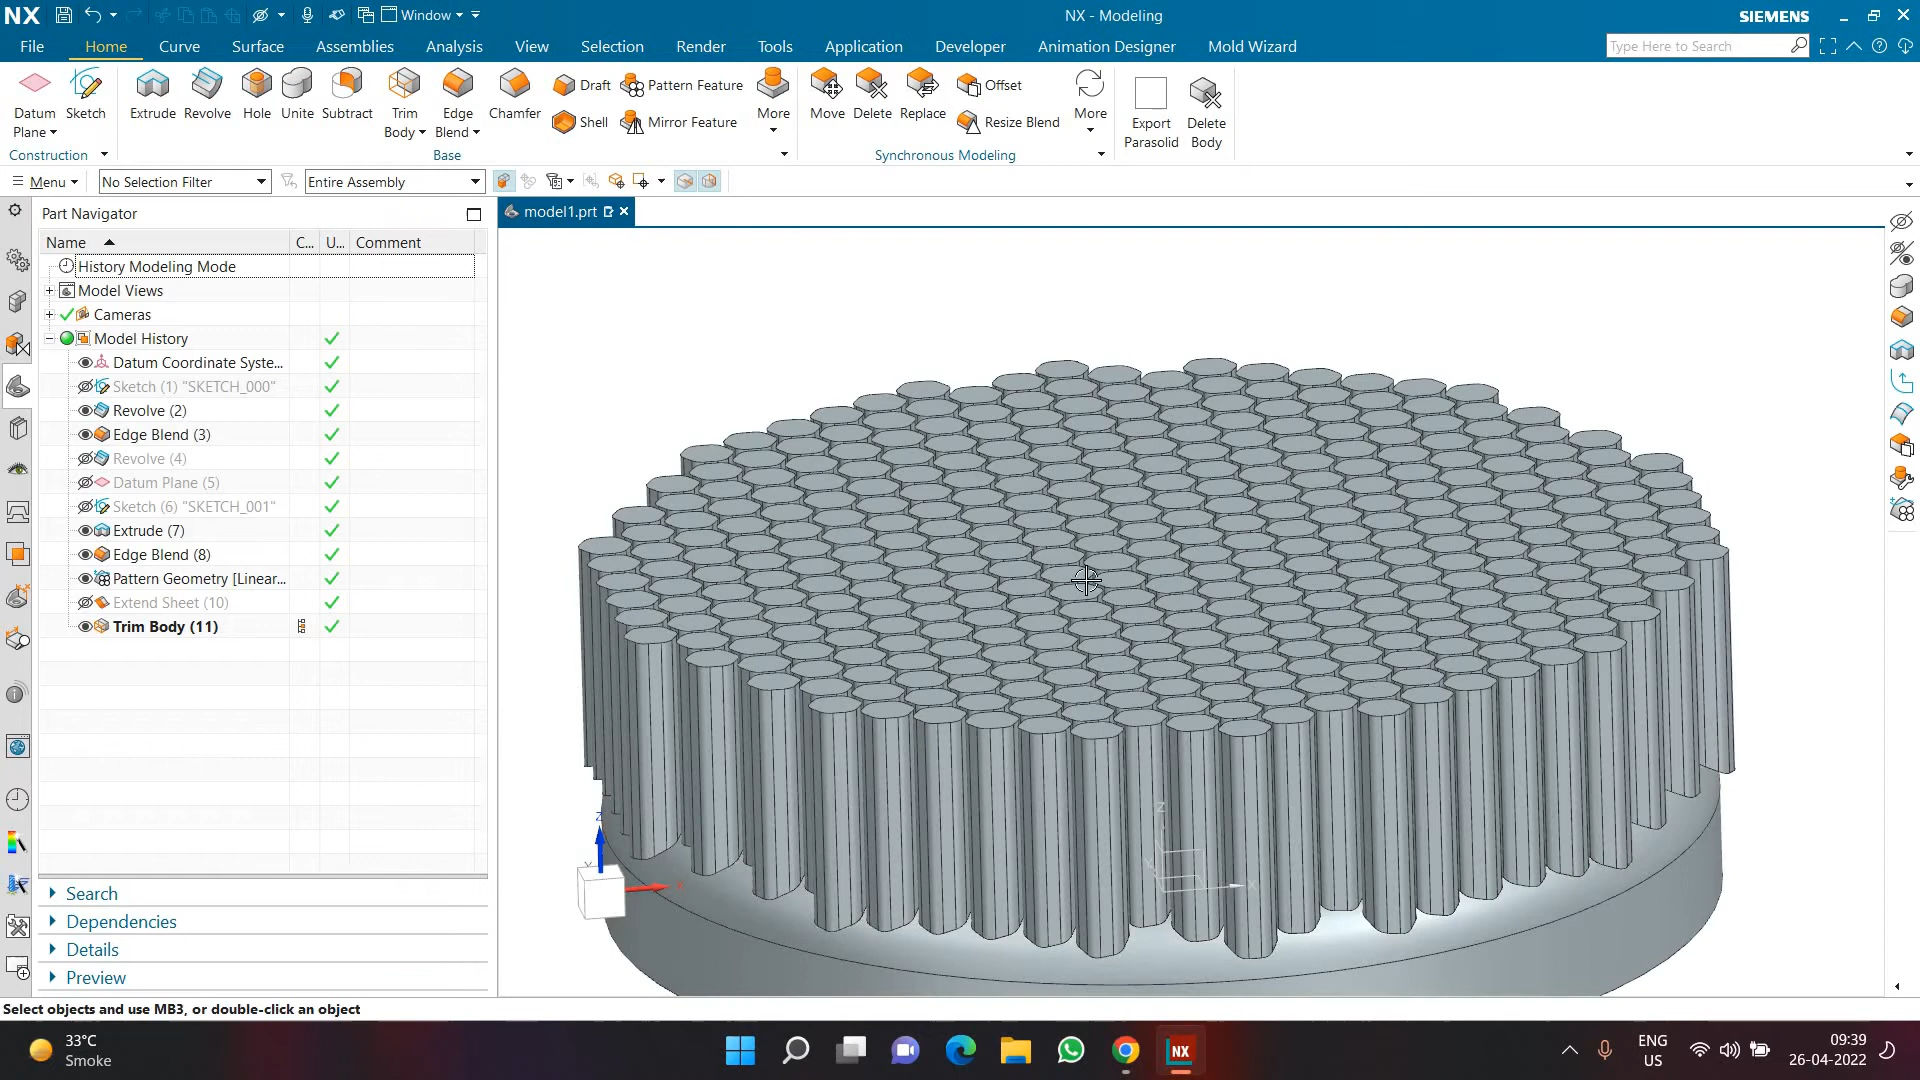 NX
Window
NX - Modeling
SIEMENS
File
Home
Curve
Surface
Assemblies
Analysis
View
Selection
Render
Tools
Application
Developer
Animation Designer
Mold Wizard
Type Here to Search
Datum
Plane
Sketch
Extrude
Revolve
Hole
Unite
Subtract
Trim
Body
Edge
Blend
Chamfer
Draft
Shell
Pattern Feature
Mirror Feature
More
Move
Delete
Replace
Offset
Resize Blend
More
Export
Parasolid
Delete
Body
Construction
Base
Synchronous Modeling
Menu
No Selection Filter
Entire Assembly
Part Navigator
model1.prt
Name
C...
U...
Comment
History Modeling Mode
Model Views
Cameras
Model History
Datum Coordinate Syste...
Sketch (1) "SKETCH_000"
Revolve (2)
Edge Blend (3)
Revolve (4)
Datum Plane (5)
Sketch (6) "SKETCH_001"
Extrude (7)
Edge Blend (8)
Pattern Geometry [Linear...
Extend Sheet (10)
Trim Body (11)
Search
Dependencies
Details
Preview
Z
Y
X
Z
X
Select objects and use MB3, or double-click an object
33°C
Smoke
NX
ENG
US
09:39
26-04-2022